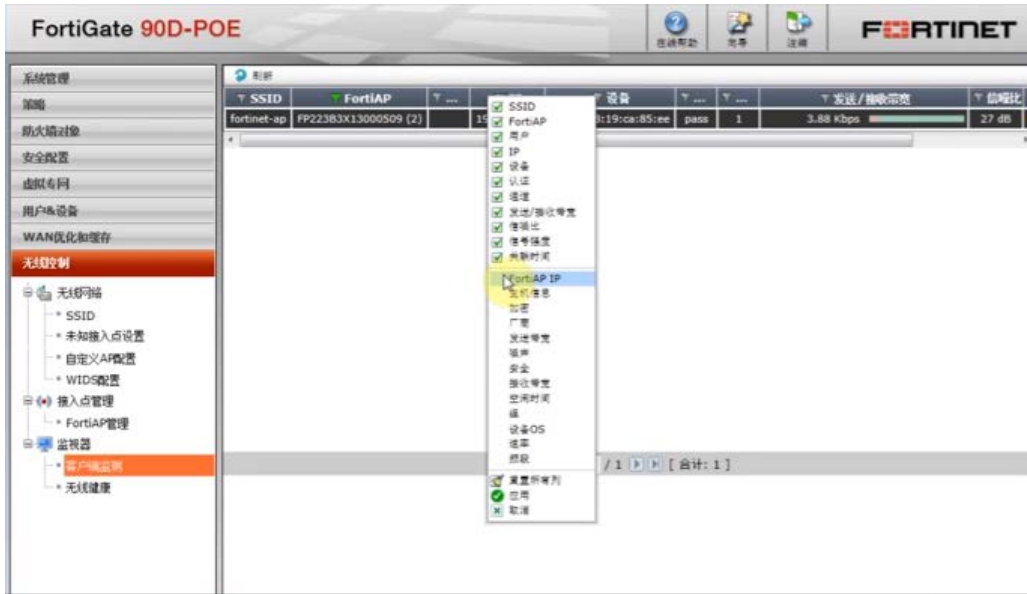 FortiGate 90D-POE
在线帮助
向导
注销
FORTINET
系统管理
策略
防火墙对象
安全配置
虚拟专网
用户&设备
WAN优化和缓存
无线控制
无线网络
SSID
未知接入点设置
自定义AP配置
WIDS配置
接入点管理
FortiAP管理
监视器
客户端监测
无线健康
刷新
SSID
FortiAP
...
设备
...
...
发送/接收带宽
信噪比
fortinet-ap
FP22383X13000509 (2)
19
3:19:ca:85:ee
pass
1
3.88 Kbps
27 dB
SSID
FortiAP
用户
IP
设备
认证
通道
发送/接收带宽
信噪比
信号强度
关联时间
FortiAP IP
主机信息
加密
厂商
发送带宽
噪声
安全
接收带宽
空闲时间
组
设备OS
速率
频段
重置所有列
应用
取消
/ 1
[ 合计: 1 ]